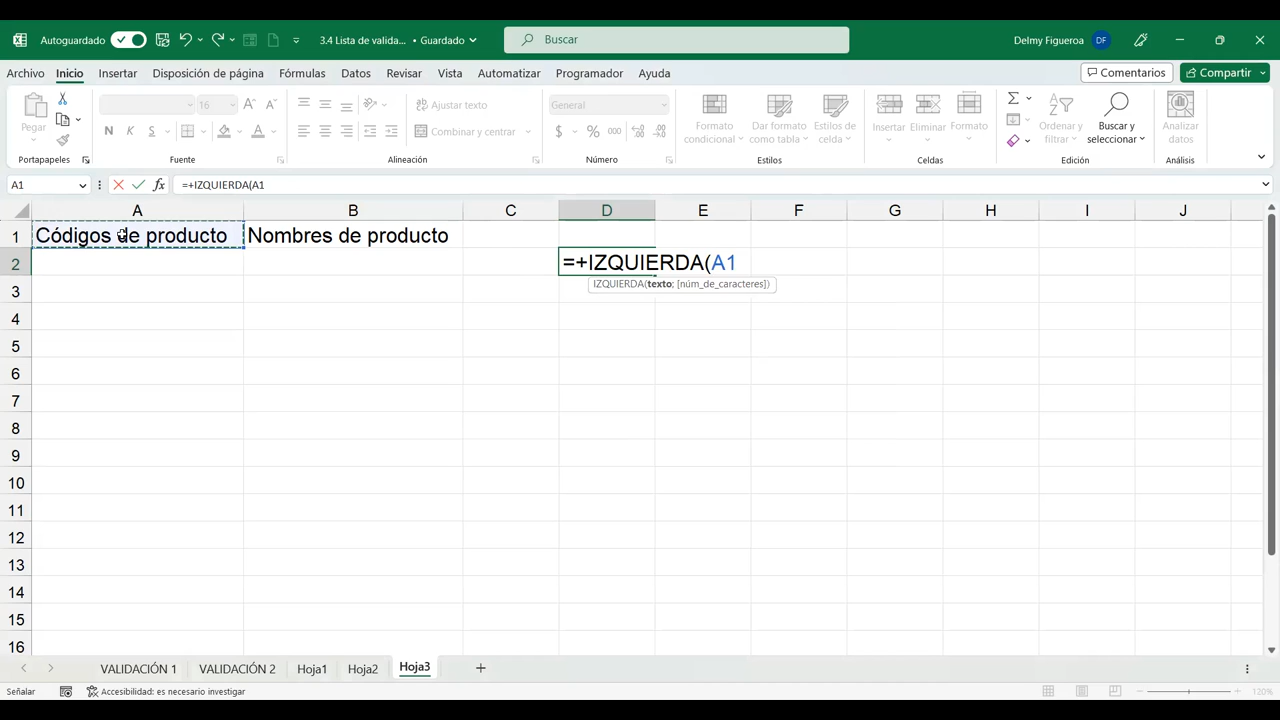 Autoguardado
3.4 Lista de valida... • Guardado
Buscar
Delmy Figueroa DF
Archivo Inicio Insertar Disposición de página Fórmulas Datos Revisar Vista Automatizar Programador Ayuda
Comentarios Compartir
Pegar
Portapapeles
16 A A
N K S
Fuente
Ajustar texto
Combinar y centrar
Alineación
General
$ % 000
Número
Formato condicional
Dar formato como tabla
Estilos de celda
Estilos
Insertar Eliminar Formato
Celdas
Ordenar y filtrar
Buscar y seleccionar
Edición
Analizar datos
Análisis
A1 fx =+IZQUIERDA(A1
A B C D E F G H I J
1 Códigos de producto Nombres de producto
2 =+IZQUIERDA(A1
IZQUIERDA(texto; [núm_de_caracteres])
3
4
5
6
7
8
9
10
11
12
13
14
15
16
VALIDACIÓN 1 VALIDACIÓN 2 Hoja1 Hoja2 Hoja3
Señalar Accesibilidad: es necesario investigar 120%